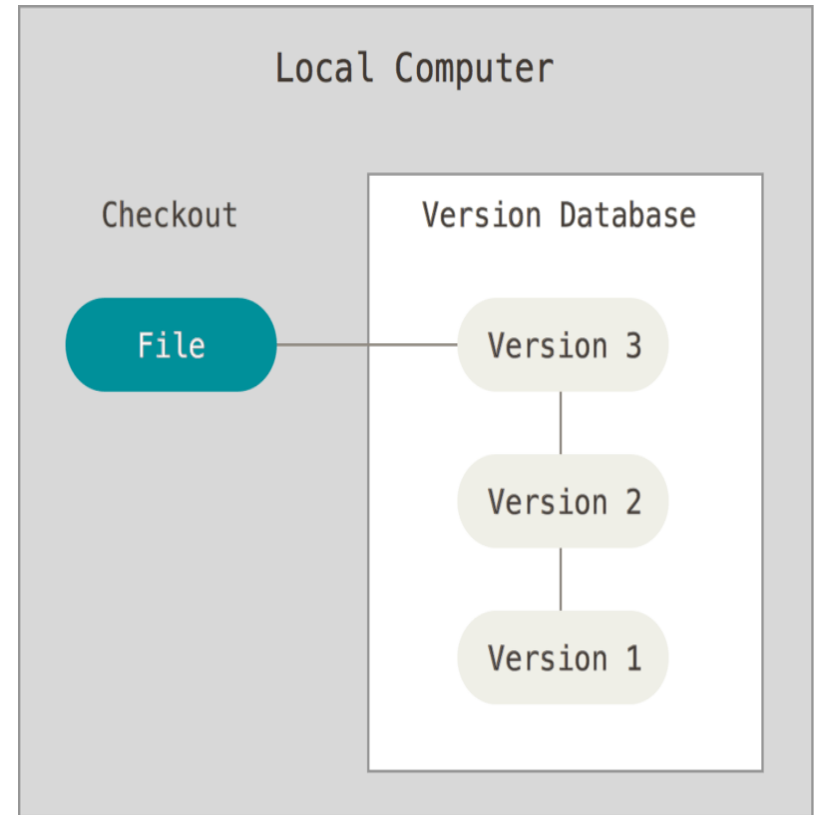 Local Computer
Checkout
Version Database
File
Version 3
Version 2
Version 1